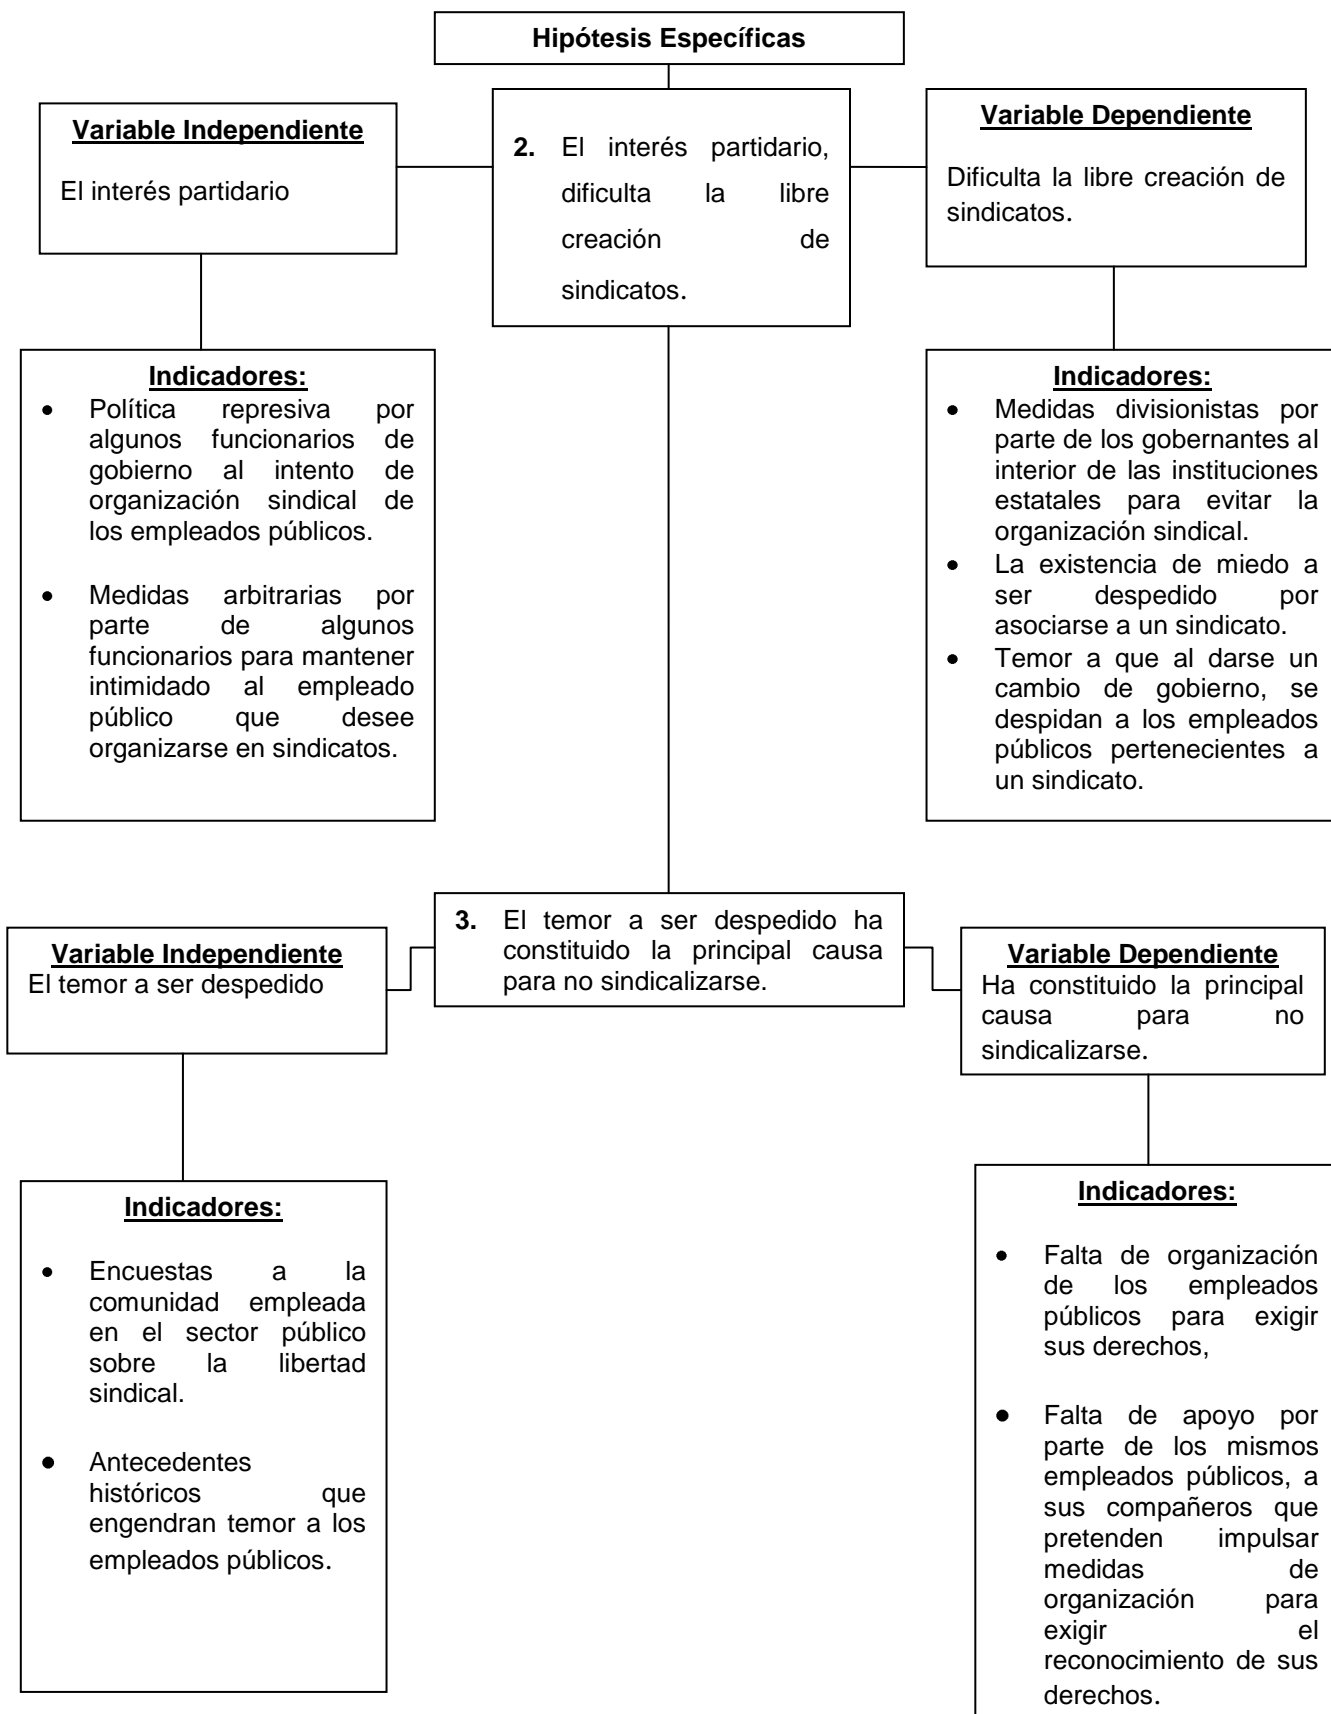 Hipótesis Específicas
Variable Independiente
El interés partidario
2. El interés partidario,
dificulta la libre
creación de
sindicatos.
Variable Dependiente
Dificulta la libre creación de
sindicatos.
Indicadores:
• Política represiva por
algunos funcionarios de
gobierno al intento de
organización sindical de
los empleados públicos.
• Medidas arbitrarias por
parte de algunos
funcionarios para mantener
intimidado al empleado
público que desee
organizarse en sindicatos.
Indicadores:
• Medidas divisionistas por
parte de los gobernantes al
interior de las instituciones
estatales para evitar la
organización sindical.
• La existencia de miedo a
ser despedido por
asociarse a un sindicato.
• Temor a que al darse un
cambio de gobierno, se
despidan a los empleados
públicos pertenecientes a
un sindicato.
3. El temor a ser despedido ha
constituido la principal causa
para no sindicalizarse.
Variable Independiente
El temor a ser despedido
Variable Dependiente
Ha constituido la principal
causa para no
sindicalizarse.
Indicadores:
• Encuestas a la
comunidad empleada
en el sector público
sobre la libertad
sindical.
• Antecedentes
históricos que
engendran temor a los
empleados públicos.
Indicadores:
• Falta de organización
de los empleados
públicos para exigir
sus derechos,
• Falta de apoyo por
parte de los mismos
empleados públicos, a
sus compañeros que
pretenden impulsar
medidas de
organización para
exigir el
reconocimiento de sus
derechos.